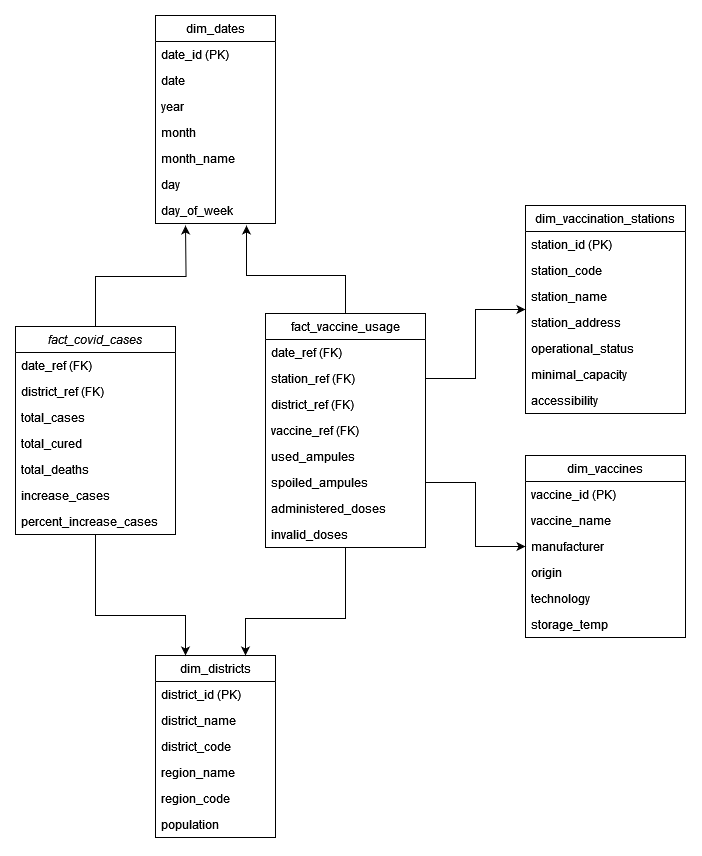 dim_dates
date_id (PK)
date
year
month
month_name
day
day_of_week
dim_vaccination_stations
station_id (PK)
station_code
station_name
station_address
operational_status
minimal_capacity
accessibility
fact_covid_cases
date_ref (FK)
district_ref (FK)
total_cases
total_cured
total_deaths
increase_cases
percent_increase_cases
fact_vaccine_usage
date_ref (FK)
station_ref (FK)
district_ref (FK)
vaccine_ref (FK)
used_ampules
spoiled_ampules
administered_doses
invalid_doses
dim_vaccines
vaccine_id (PK)
vaccine_name
manufacturer
origin
technology
storage_temp
dim_districts
district_id (PK)
district_name
district_code
region_name
region_code
population